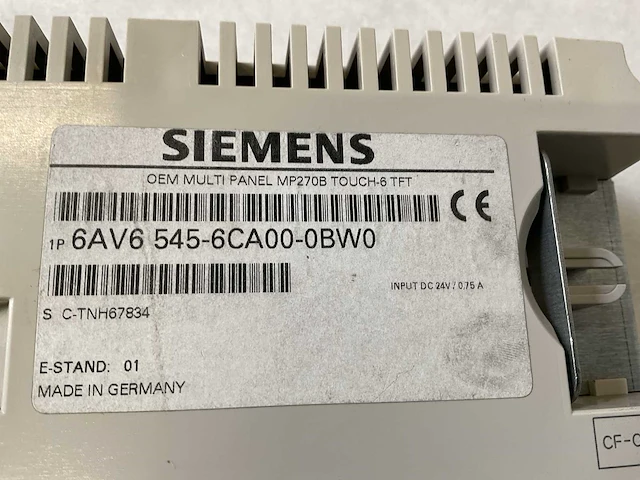 SIEMENS
OEM MULTI PANEL MP270B TOUCH-6 TFT
CE
1P 6AV6 545-6CA00-0BW0
INPUT DC 24V / 0.75 A
S C-TNH67834
E-STAND: 01
MADE IN GERMANY